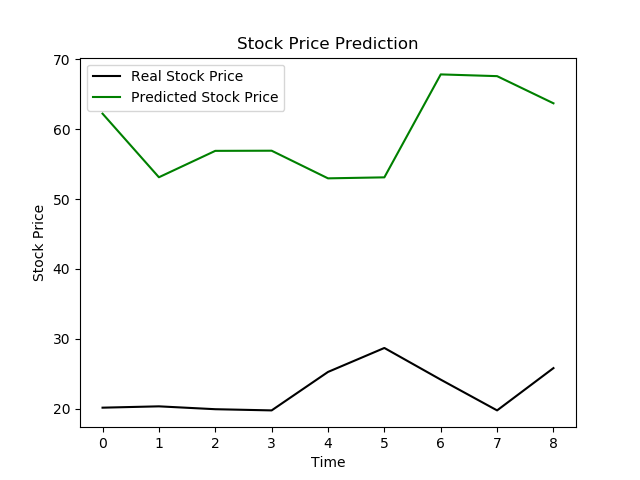 Stock Price Prediction
Real Stock Price
Predicted Stock Price
70
60
50
40
30
20
Stock Price
0 1 2 3 4 5 6 7 8
Time